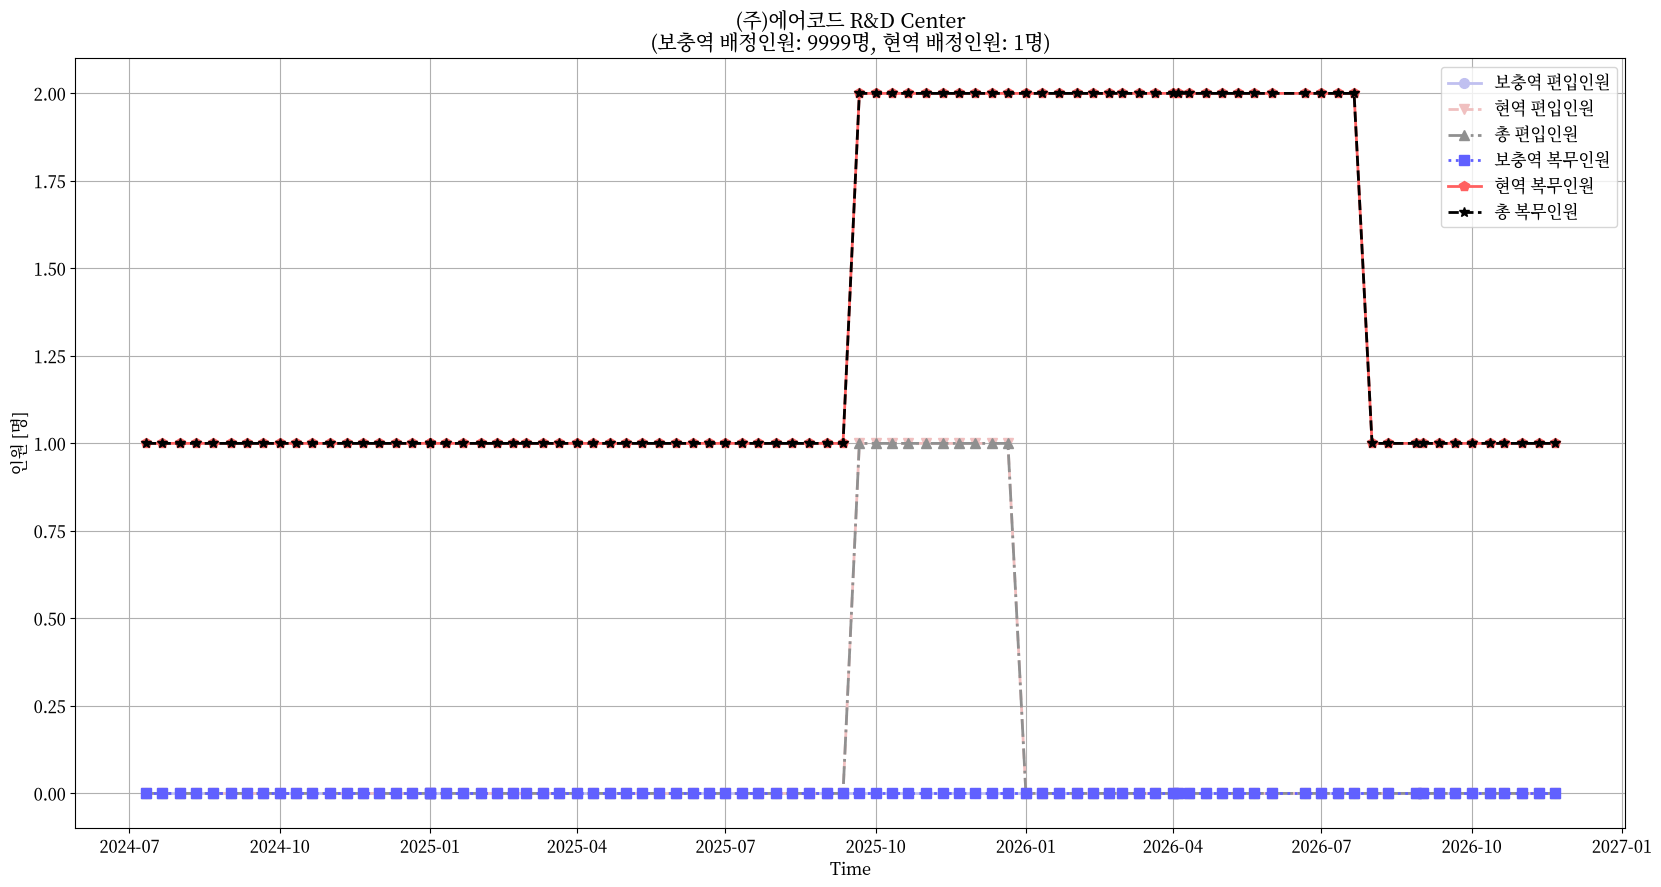 (주)에어코드 R&D Center
(보충역 배정인원: 9999명, 현역 배정인원: 1명)
보충역 편입인원
현역 편입인원
총 편입인원
보충역 복무인원
현역 복무인원
총 복무인원
인원 [명]
2.00
1.75
1.50
1.25
1.00
0.75
0.50
0.25
0.00
2024-07 2024-10 2025-01 2025-04 2025-07 2025-10 2026-01 2026-04 2026-07 2026-10 2027-01
Time